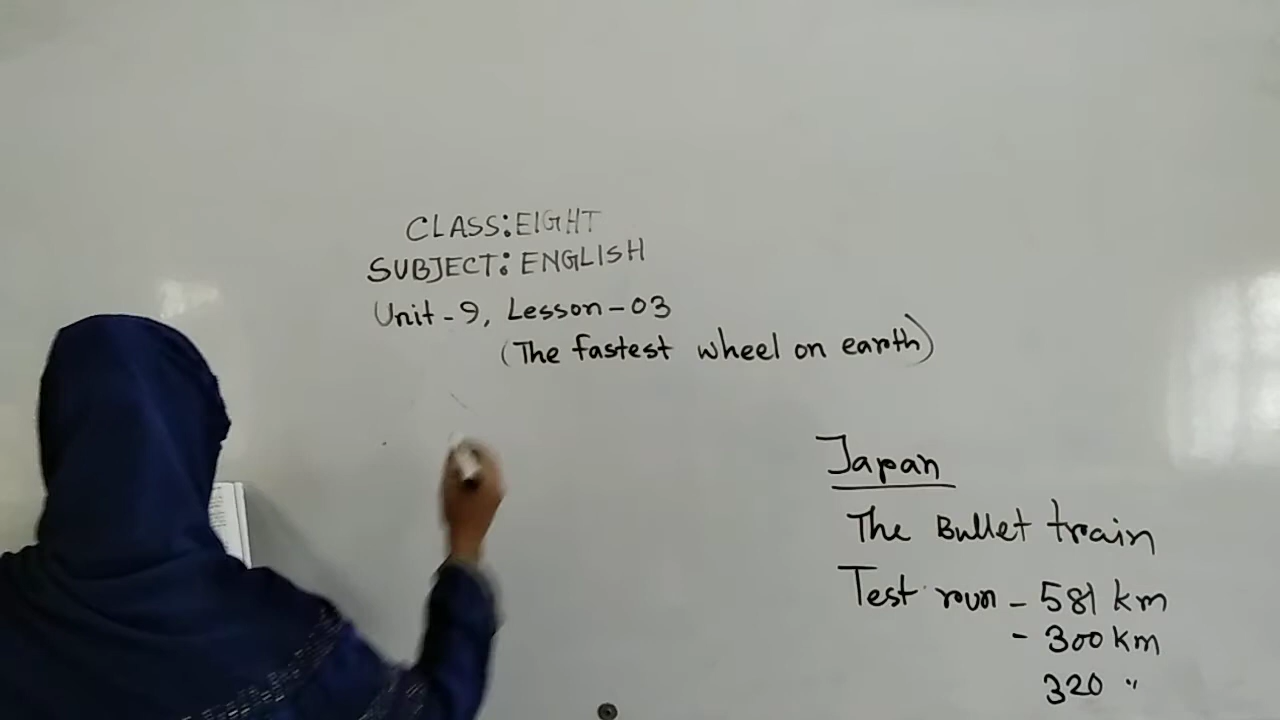 CLASS:EIGHT
SUBJECT: ENGLISH
Unit-9, Lesson-03
(The fastest wheel on earth)
Japan
The Bullet train
Test run - 581 km
- 300 km
320 "